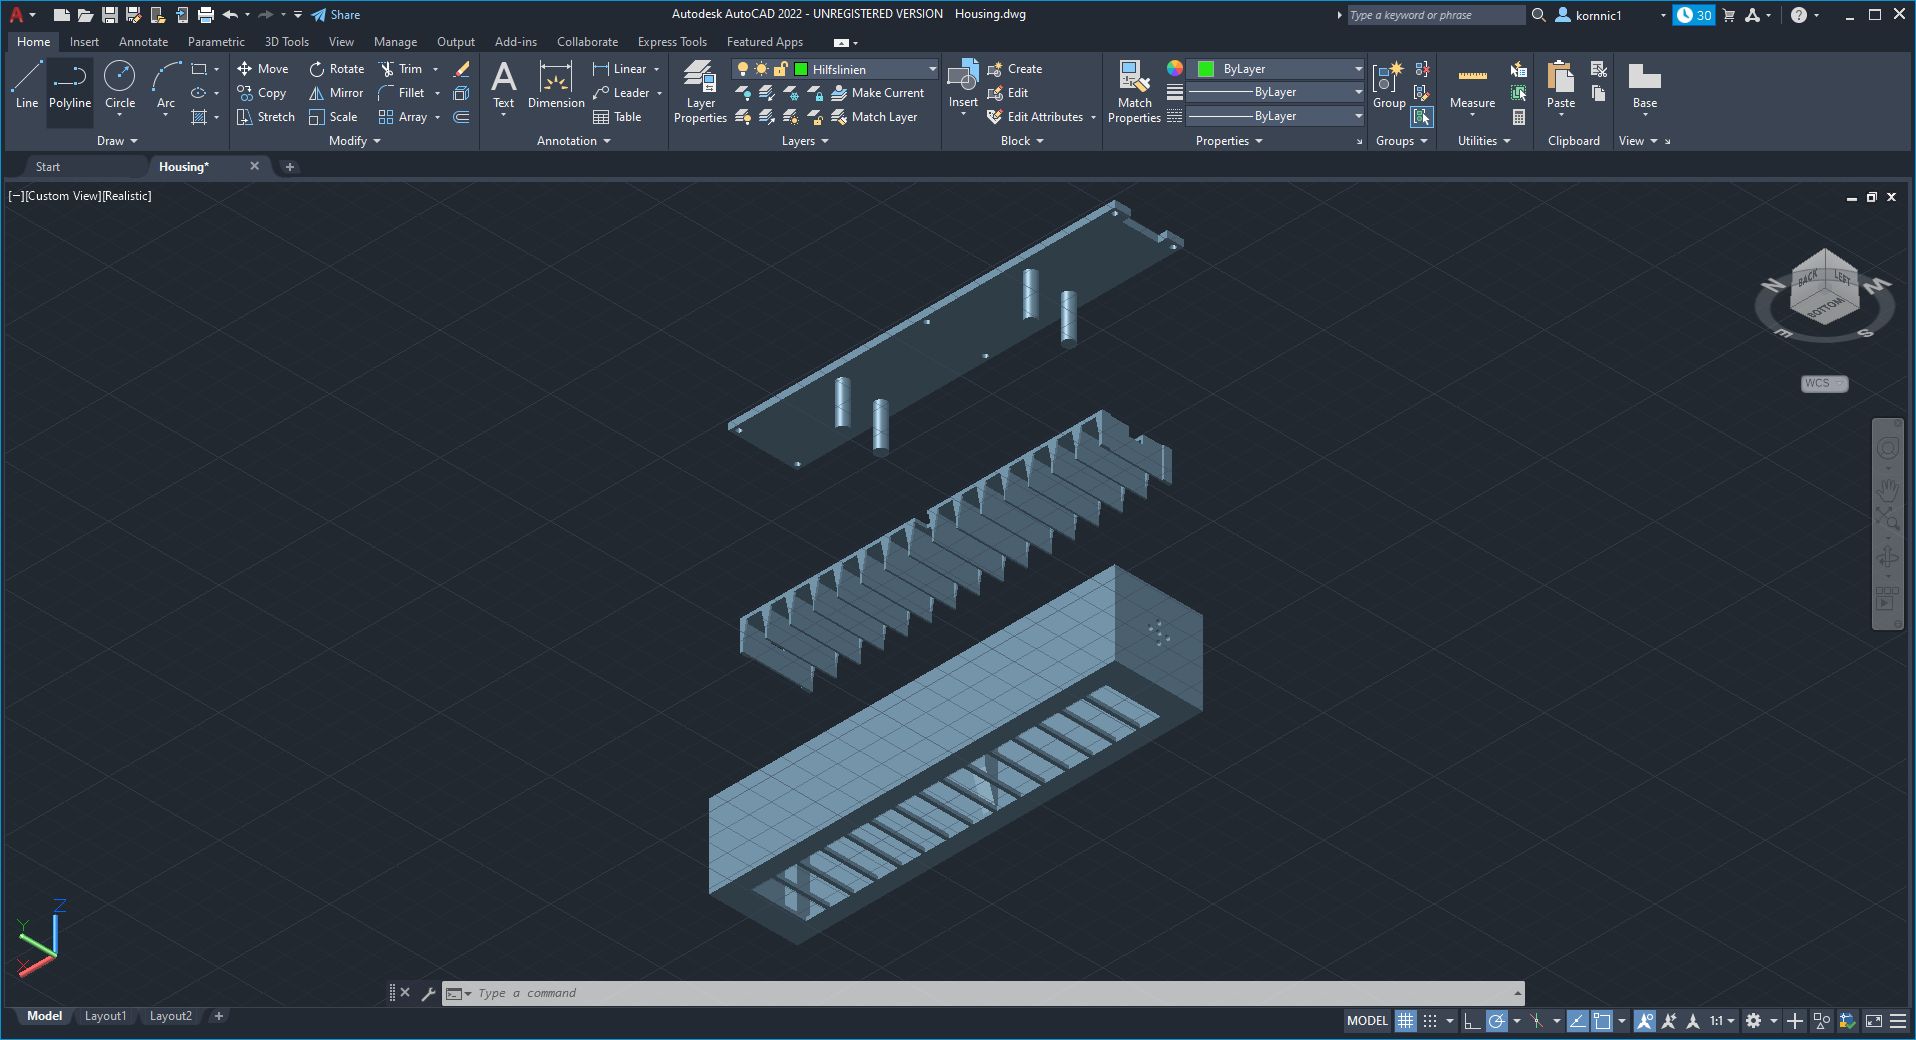 Share
Autodesk AutoCAD 2022 - UNREGISTERED VERSION Housing.dwg
Type a keyword or phrase
kornnic1
30
Home Insert Annotate Parametric 3D Tools View Manage Output Add-ins Collaborate Express Tools Featured Apps
Line Polyline Circle Arc
Draw
Move Rotate Trim
Copy Mirror Fillet
Stretch Scale Array
Modify
Text Dimension
Linear
Leader
Table
Annotation
Layer Properties
Hilfslinien
Make Current
Match Layer
Layers
Insert
Create
Edit
Edit Attributes
Block
Match Properties
ByLayer
ByLayer
ByLayer
Properties
Group
Groups
Measure
Utilities
Paste
Clipboard
Base
View
Start Housing*
[−][Custom View][Realistic]
N W
BACK LEFT
BOTTOM
E S
WCS
Z
Y
X
Type a command
Model Layout1 Layout2
MODEL 1:1